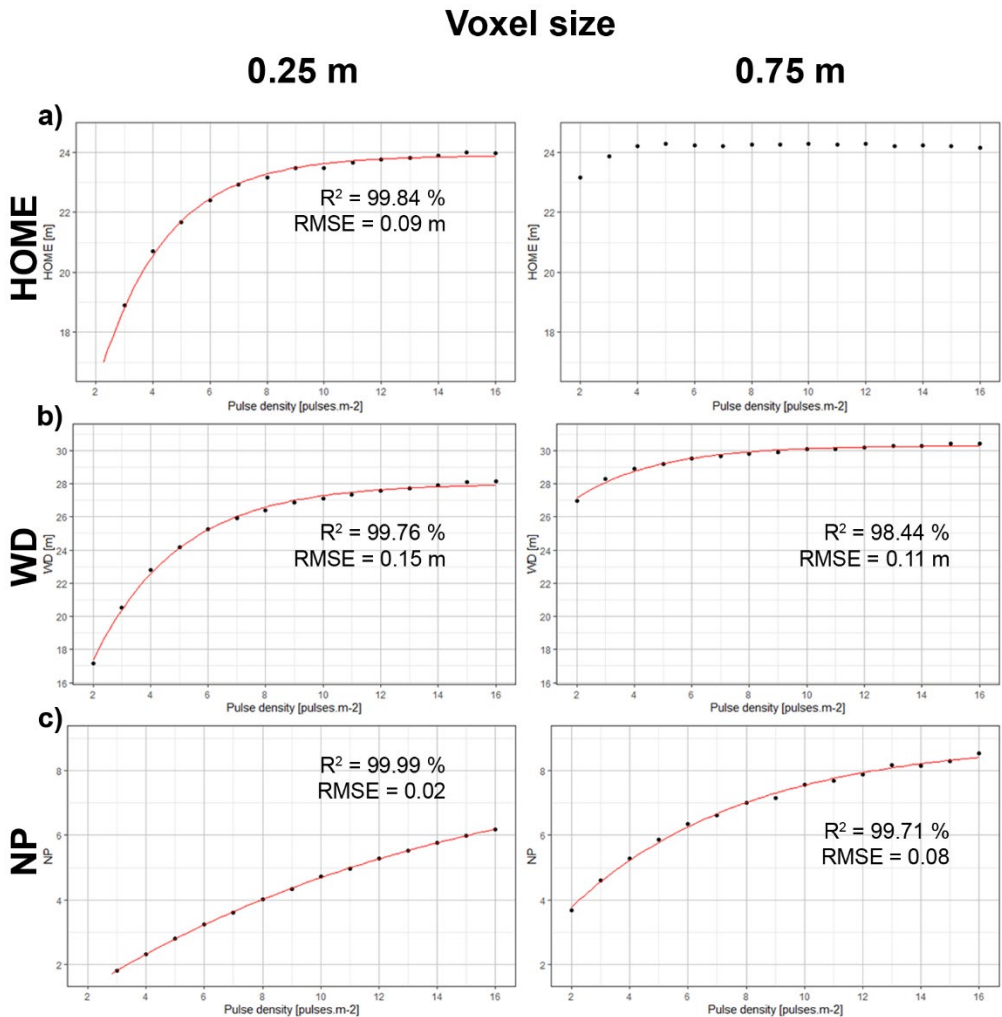 Voxel size
0.25 m
0.75 m
a)
HOME
HOME [m]
24
22
20
18
R² = 99.84 %
RMSE = 0.09 m
2 4 6 8 10 12 14 16
Pulse density [pulses.m-2]
HOME [m]
24
22
20
18
2 4 6 8 10 12 14 16
Pulse density [pulses.m-2]
b)
WD
WD [m]
30
28
26
24
22
20
18
16
R² = 99.76 %
RMSE = 0.15 m
2 4 6 8 10 12 14 16
Pulse density [pulses.m-2]
WD [m]
30
28
26
24
22
20
18
16
R² = 98.44 %
RMSE = 0.11 m
2 4 6 8 10 12 14 16
Pulse density [pulses.m-2]
c)
NP
NP
8
6
4
2
R² = 99.99 %
RMSE = 0.02
2 4 6 8 10 12 14 16
Pulse density [pulses.m-2]
NP
8
6
4
2
R² = 99.71 %
RMSE = 0.08
2 4 6 8 10 12 14 16
Pulse density [pulses.m-2]